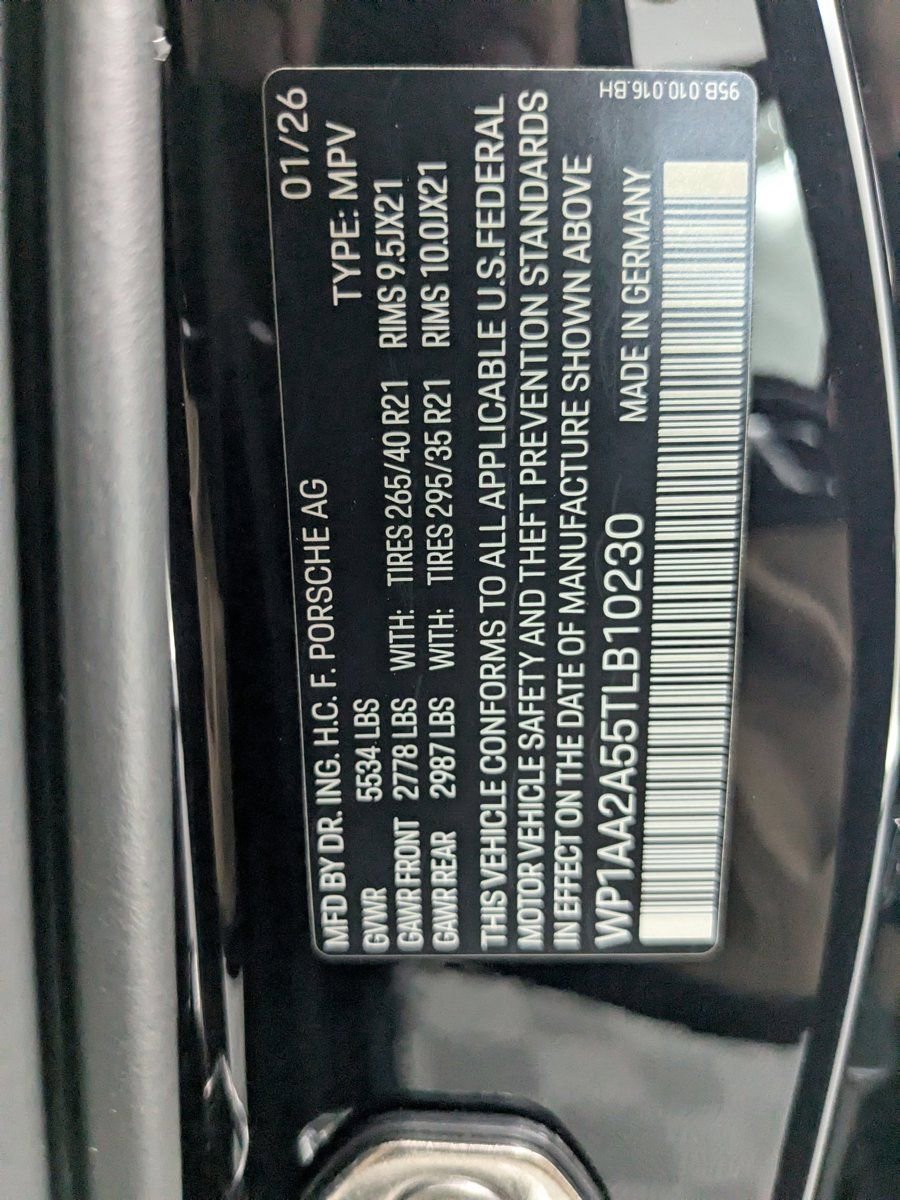 MFD BY DR. ING. H.C. F. PORSCHE AG 01/26
GVWR 5534 LBS TYPE: MPV
GAWR FRONT 2778 LBS WITH: TIRES 265/40 R21 RIMS 9.5JX21
GAWR REAR 2987 LBS WITH: TIRES 295/35 R21 RIMS 10.0JX21
THIS VEHICLE CONFORMS TO ALL APPLICABLE U.S.FEDERAL
MOTOR VEHICLE SAFETY AND THEFT PREVENTION STANDARDS
IN EFFECT ON THE DATE OF MANUFACTURE SHOWN ABOVE
WP1AA2A55TLB10230 MADE IN GERMANY
95B.010.016.BH